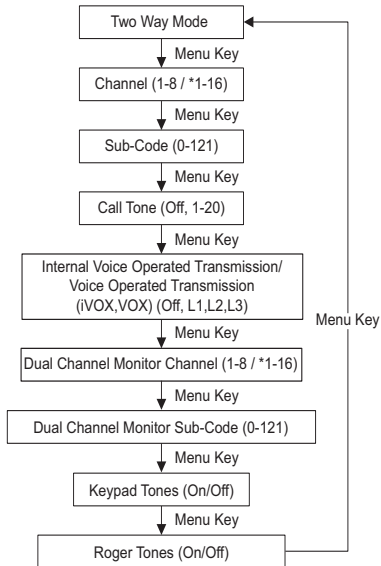 Two Way Mode
Menu Key
Channel (1-8 / *1-16)
Menu Key
Sub-Code (0-121)
Menu Key
Call Tone (Off, 1-20)
Menu Key
Internal Voice Operated Transmission/
Voice Operated Transmission
(iVOX,VOX) (Off, L1,L2,L3)
Menu Key
Menu Key
Dual Channel Monitor Channel (1-8 / *1-16)
Menu Key
Dual Channel Monitor Sub-Code (0-121)
Menu Key
Keypad Tones (On/Off)
Menu Key
Roger Tones (On/Off)